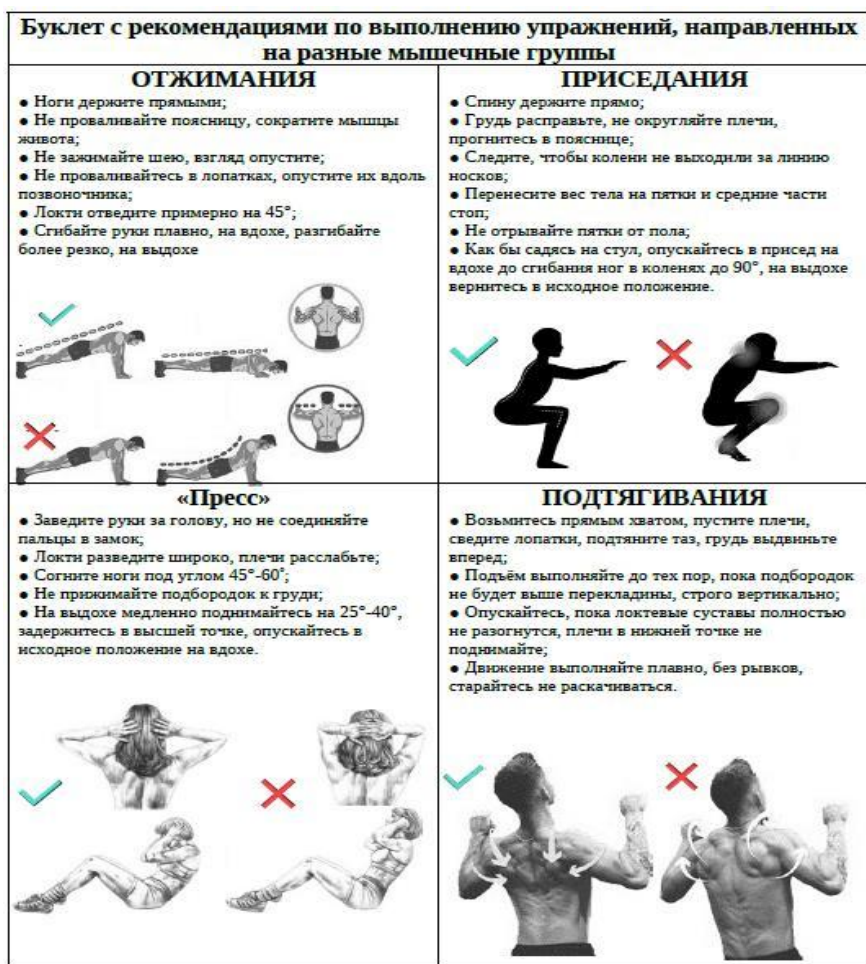 Буклет с рекомендациями по выполнению упражнений, направленных
на разные мышечные группы
ОТЖИМАНИЯ
● Ноги держите прямыми;
● Не проваливайте поясницу, сократите мышцы
живота;
● Не зажимайте шею, взгляд опустите;
● Не проваливайтесь в лопатках, опустите их вдоль
позвоночника;
● Локти отведите примерно на 45°;
● Сгибайте руки плавно, на вдохе, разгибайте
более резко, на выдохе
ПРИСЕДАНИЯ
● Спину держите прямо;
● Грудь расправьте, не округляйте плечи,
прогнитесь в пояснице;
● Следите, чтобы колени не выходили за линию
носков;
● Перенесите вес тела на пятки и средние части
стоп;
● Не отрывайте пятки от пола;
● Как бы садясь на стул, опускайтесь в присед на
вдохе до сгибания ног в коленях до 90°, на выдохе
вернитесь в исходное положение.
«Пресс»
● Заведите руки за голову, но не соединяйте
пальцы в замок;
● Локти разведите широко, плечи расслабьте;
● Согните ноги под углом 45°-60°;
● Не прижимайте подбородок к груди;
● На выдохе медленно поднимайтесь на 25°-40°,
задержитесь в высшей точке, опускайтесь в
исходное положение на вдохе.
ПОДТЯГИВАНИЯ
● Возьмитесь прямым хватом, пустите плечи,
сведите лопатки, подтяните таз, грудь выдвиньте
вперед;
● Подъём выполняйте до тех пор, пока подбородок
не будет выше перекладины, строго вертикально;
● Опускайтесь, пока локтевые суставы полностью
не разогнутся, плечи в нижней точке не
поднимайте;
● Движение выполняйте плавно, без рывков,
старайтесь не раскачиваться.